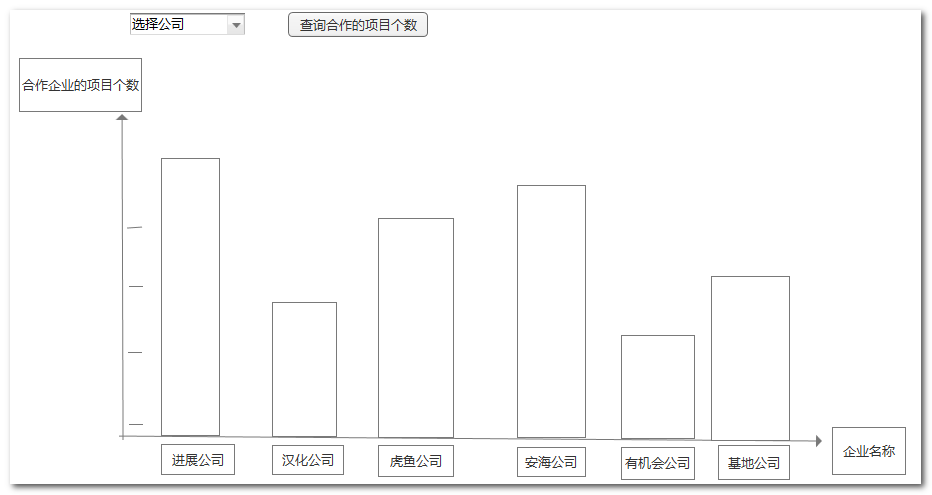 选择公司
查询合作的项目个数
合作企业的项目个数
进展公司
汉化公司
虎鱼公司
安海公司
有机会公司
基地公司
企业名称